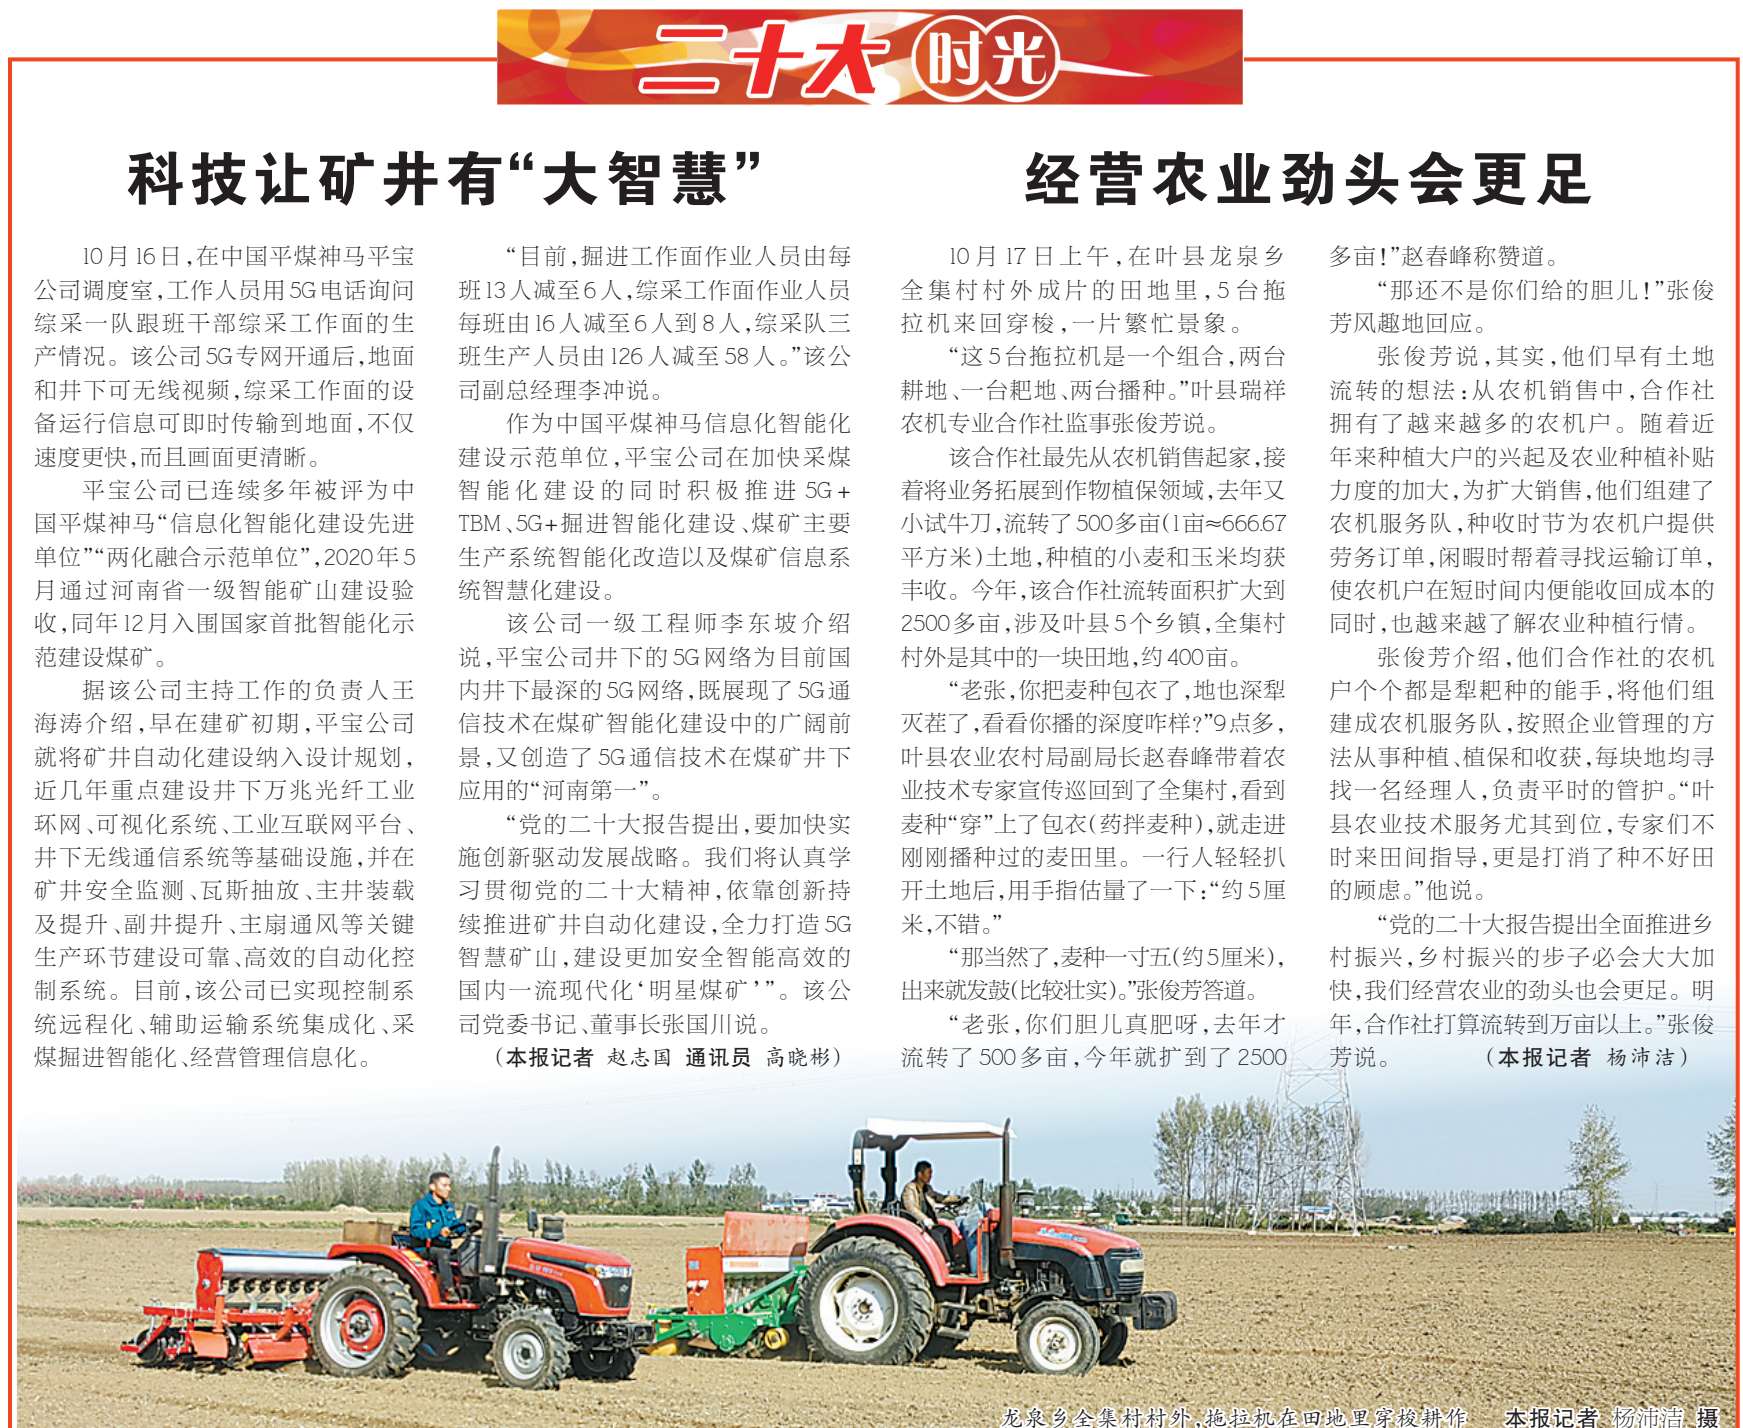 二十大时光
科技让矿井有“大智慧”
10月16日，在中国平煤神马平宝
公司调度室，工作人员用5G电话询问
综采一队跟班干部综采工作面的生
产情况。该公司5G专网开通后，地面
和井下可无线视频，综采工作面的设
备运行信息可即时传输到地面，不仅
速度更快，而且画面更清晰。
平宝公司已连续多年被评为中
国平煤神马“信息化智能化建设先进
单位”“两化融合示范单位”，2020年5
月通过河南省一级智能矿山建设验
收，同年12月入围国家首批智能化示
范建设煤矿。
据该公司主持工作的负责人王
海涛介绍，早在建矿初期，平宝公司
就将矿井自动化建设纳入设计规划，
近几年重点建设井下万兆光纤工业
环网、可视化系统、工业互联网平台、
井下无线通信系统等基础设施，并在
矿井安全监测、瓦斯抽放、主井装载
及提升、副井提升、主扇通风等关键
生产环节建设可靠、高效的自动化控
制系统。目前，该公司已实现控制系
统远程化、辅助运输系统集成化、采
煤掘进智能化、经营管理信息化。
“目前，掘进工作面作业人员由每
班13人减至6人，综采工作面作业人员
每班由16人减至6人到8人，综采队三
班生产人员由126人减至58人。”该公
司副总经理李冲说。
作为中国平煤神马信息化智能化
建设示范单位，平宝公司在加快采煤
智能化建设的同时积极推进5G+
TBM、5G+掘进智能化建设、煤矿主要
生产系统智能化改造以及煤矿信息系
统智慧化建设。
该公司一级工程师李东坡介绍
说，平宝公司井下的5G网络为目前国
内井下最深的5G网络，既展现了5G通
信技术在煤矿智能化建设中的广阔前
景，又创造了5G通信技术在煤矿井下
应用的“河南第一”。
“党的二十大报告提出，要加快实
施创新驱动发展战略。我们将认真学
习贯彻党的二十大精神，依靠创新持
续推进矿井自动化建设，全力打造5G
智慧矿山，建设更加安全智能高效的
国内一流现代化‘明星煤矿’”。该公
司党委书记、董事长张国川说。
（本报记者 赵志国 通讯员 高晓彬）
经营农业劲头会更足
10月17日上午，在叶县龙泉乡
全集村村外成片的田地里，5台拖
拉机来回穿梭，一片繁忙景象。
“这5台拖拉机是一个组合，两台
耕地、一台耙地、两台播种。”叶县瑞祥
农机专业合作社监事张俊芳说。
该合作社最先从农机销售起家，接
着将业务拓展到作物植保领域，去年又
小试牛刀，流转了500多亩（1亩≈666.67
平方米）土地，种植的小麦和玉米均获
丰收。今年，该合作社流转面积扩大到
2500多亩，涉及叶县5个乡镇，全集村
村外是其中的一块田地，约400亩。
“老张，你把麦种包衣了，地也深犁
灭茬了，看看你播的深度咋样？”9点多，
叶县农业农村局副局长赵春峰带着农
业技术专家宣传巡回到了全集村，看到
麦种“穿”上了包衣（药拌麦种），就走进
刚刚播种过的麦田里。一行人轻轻扒
开土地后，用手指估量了一下：“约5厘
米，不错。”
“那当然了，麦种一寸五（约5厘米），
出来就发鼓（比较壮实）。”张俊芳答道。
“老张，你们胆儿真肥呀，去年才
流转了500多亩，今年就扩到了2500
多亩！”赵春峰称赞道。
“那还不是你们给的胆儿！”张俊
芳风趣地回应。
张俊芳说，其实，他们早有土地
流转的想法：从农机销售中，合作社
拥有了越来越多的农机户。随着近
年来种植大户的兴起及农业种植补贴
力度的加大，为扩大销售，他们组建了
农机服务队，种收时节为农机户提供
劳务订单，闲暇时帮着寻找运输订单，
使农机户在短时间内便能收回成本的
同时，也越来越了解农业种植行情。
张俊芳介绍，他们合作社的农机
户个个都是犁耙种的能手，将他们组
建成农机服务队，按照企业管理的方
法从事种植、植保和收获，每块地均寻
找一名经理人，负责平时的管护。“叶
县农业技术服务尤其到位，专家们不
时来田间指导，更是打消了种不好田
的顾虑。”他说。
“党的二十大报告提出全面推进乡
村振兴，乡村振兴的步子必会大大加
快，我们经营农业的劲头也会更足。明
年，合作社打算流转到万亩以上。”张俊
芳说。 （本报记者 杨沛洁）
龙泉乡全集村村外，拖拉机在田地里穿梭耕作 本报记者 杨沛洁 摄